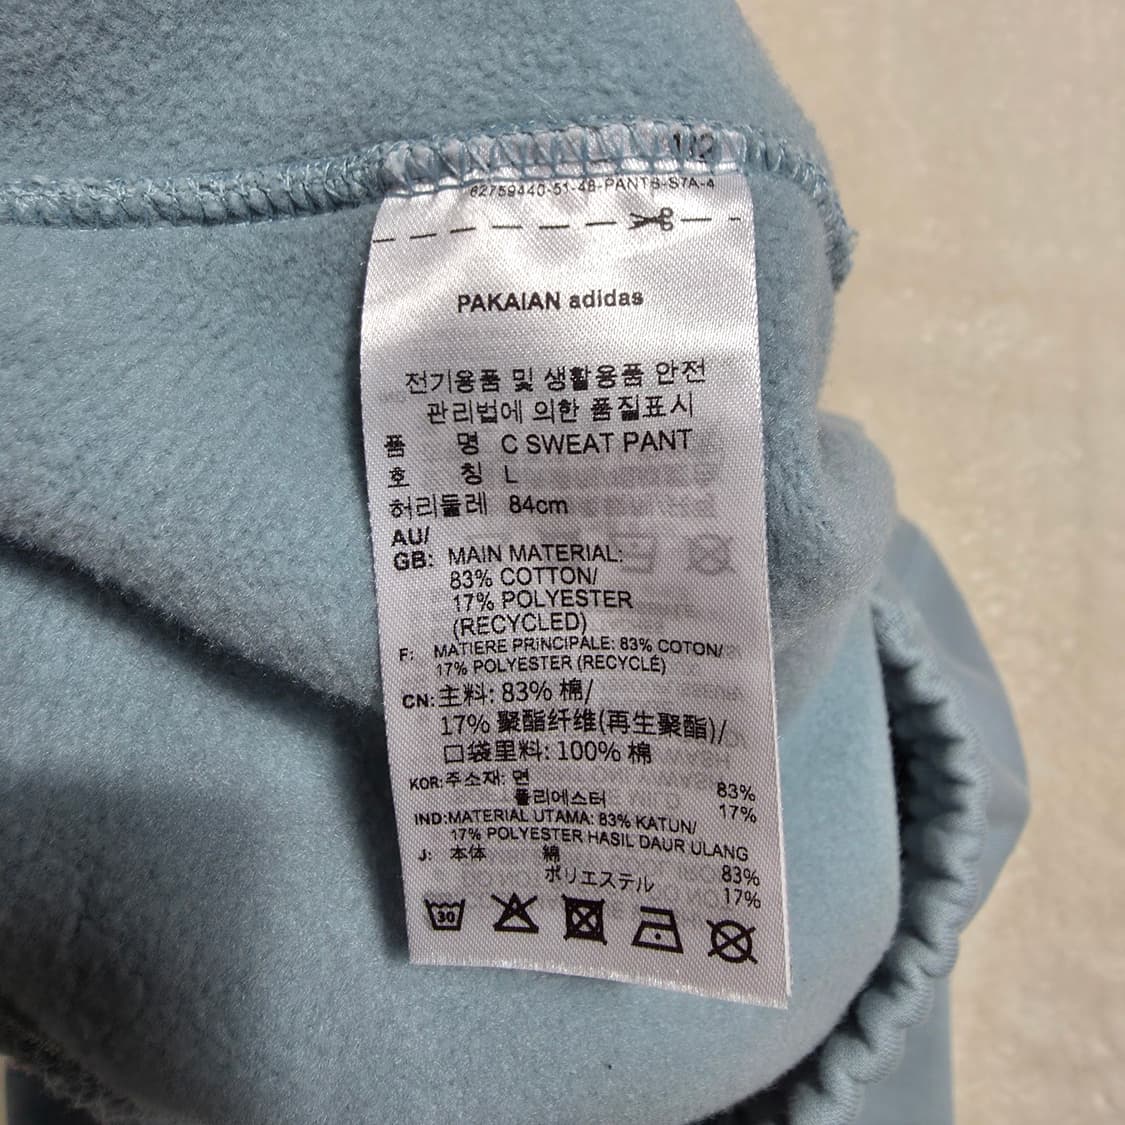 1/2
62759440-51-48-PANTB-S7A-4
PAKAIAN adidas
전기용품 및 생활용품 안전
관리법에 의한 품질표시
품 명 C SWEAT PANT
호 칭 L
허리둘레 84cm
AU/
GB: MAIN MATERIAL:
83% COTTON/
17% POLYESTER
(RECYCLED)
F: MATIERE PRINCIPALE: 83% COTON/
17% POLYESTER (RECYCLÉ)
CN: 主料: 83% 棉/
17% 聚酯纤维(再生聚酯)/
口袋里料: 100% 棉
KOR: 주소재: 면 83%
폴리에스터 17%
IND: MATERIAL UTAMA: 83% KATUN/
17% POLYESTER HASIL DAUR ULANG
J: 本体 綿 83%
ポリエステル 17%
30